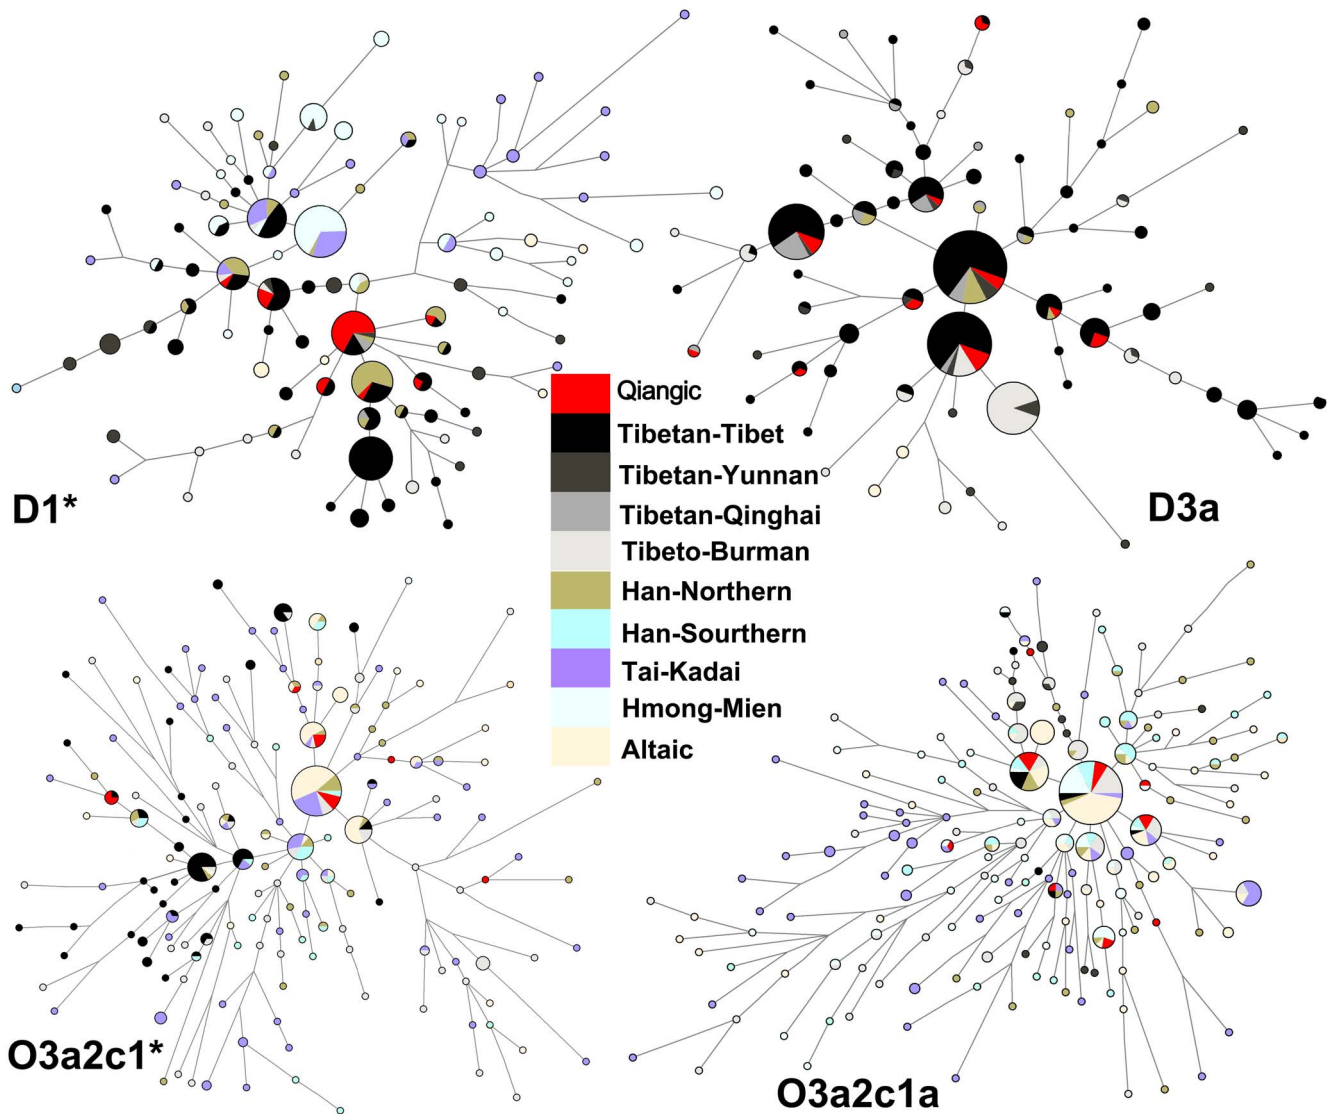 Qiangic
Tibetan-Tibet
Tibetan-Yunnan
Tibetan-Qinghai
Tibeto-Burman
Han-Northern
Han-Sourthern
Tai-Kadai
Hmong-Mien
Altaic
D1*
D3a
O3a2c1*
O3a2c1a